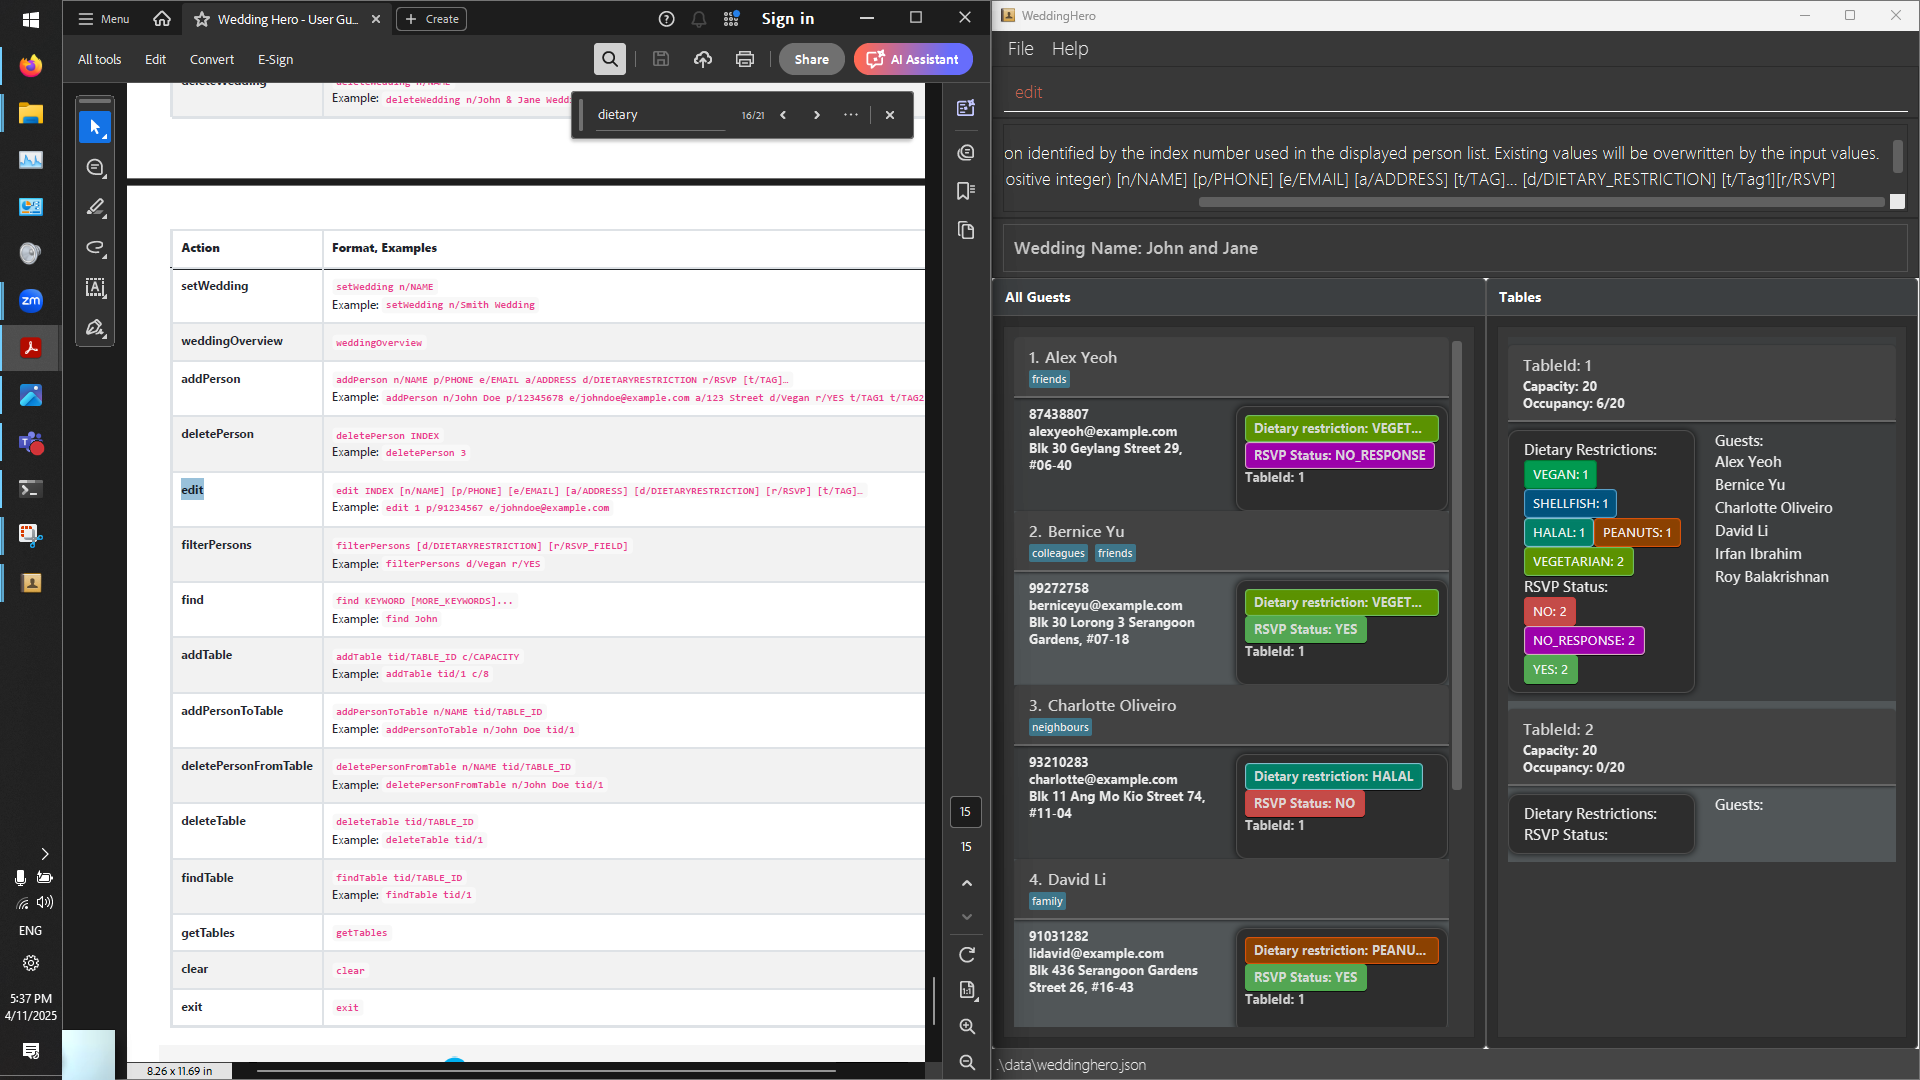 Menu
Wedding Hero - User Gu...
Create
Sign in
All tools
Edit
Convert
E-Sign
Share
AI Assistant
dietary
16/21
Example: deleteWedding n/John & Jane Weddi
Action
Format, Examples
setWedding
setWedding n/NAME
Example: setWedding n/Smith Wedding
weddingOverview
weddingOverview
addPerson
addPerson n/NAME p/PHONE e/EMAIL a/ADDRESS d/DIETARYRESTRICTION r/RSVP [t/TAG]…
Example: addPerson n/John Doe p/12345678 e/johndoe@example.com a/123 Street d/Vegan r/YES t/TAG1 t/TAG2
deletePerson
deletePerson INDEX
Example: deletePerson 3
edit
edit INDEX [n/NAME] [p/PHONE] [e/EMAIL] [a/ADDRESS] [d/DIETARYRESTRICTION] [r/RSVP] [t/TAG]…
Example: edit 1 p/91234567 e/johndoe@example.com
filterPersons
filterPersons [d/DIETARYRESTRICTION] [r/RSVP_FIELD]
Example: filterPersons d/Vegan r/YES
find
find KEYWORD [MORE_KEYWORDS]...
Example: find John
addTable
addTable tid/TABLE_ID c/CAPACITY
Example: addTable tid/1 c/8
addPersonToTable
addPersonToTable n/NAME tid/TABLE_ID
Example: addPersonToTable n/John Doe tid/1
deletePersonFromTable
deletePersonFromTable n/NAME tid/TABLE_ID
Example: deletePersonFromTable n/John Doe tid/1
deleteTable
deleteTable tid/TABLE_ID
Example: deleteTable tid/1
findTable
findTable tid/TABLE_ID
Example: findTable tid/1
getTables
getTables
clear
clear
exit
exit
8.26 x 11.69 in
15
15
1:1
zm
ENG
5:37 PM
4/11/2025
WeddingHero
File Help
edit
on identified by the index number used in the displayed person list. Existing values will be overwritten by the input values.
ositive integer) [n/NAME] [p/PHONE] [e/EMAIL] [a/ADDRESS] [t/TAG]... [d/DIETARY_RESTRICTION] [t/Tag1][r/RSVP]
Wedding Name: John and Jane
All Guests
1. Alex Yeoh
friends
87438807
alexyeoh@example.com
Blk 30 Geylang Street 29,
#06-40
Dietary restriction: VEGET...
RSVP Status: NO_RESPONSE
TableId: 1
2. Bernice Yu
colleagues friends
99272758
berniceyu@example.com
Blk 30 Lorong 3 Serangoon
Gardens, #07-18
Dietary restriction: VEGET...
RSVP Status: YES
TableId: 1
3. Charlotte Oliveiro
neighbours
93210283
charlotte@example.com
Blk 11 Ang Mo Kio Street 74,
#11-04
Dietary restriction: HALAL
RSVP Status: NO
TableId: 1
4. David Li
family
91031282
lidavid@example.com
Blk 436 Serangoon Gardens
Street 26, #16-43
Dietary restriction: PEANU...
RSVP Status: YES
TableId: 1
Tables
TableId: 1
Capacity: 20
Occupancy: 6/20
Dietary Restrictions:
VEGAN: 1
SHELLFISH: 1
HALAL: 1 PEANUTS: 1
VEGETARIAN: 2
RSVP Status:
NO: 2
NO_RESPONSE: 2
YES: 2
Guests:
Alex Yeoh
Bernice Yu
Charlotte Oliveiro
David Li
Irfan Ibrahim
Roy Balakrishnan
TableId: 2
Capacity: 20
Occupancy: 0/20
Dietary Restrictions:
RSVP Status:
Guests:
.\data\weddinghero.json